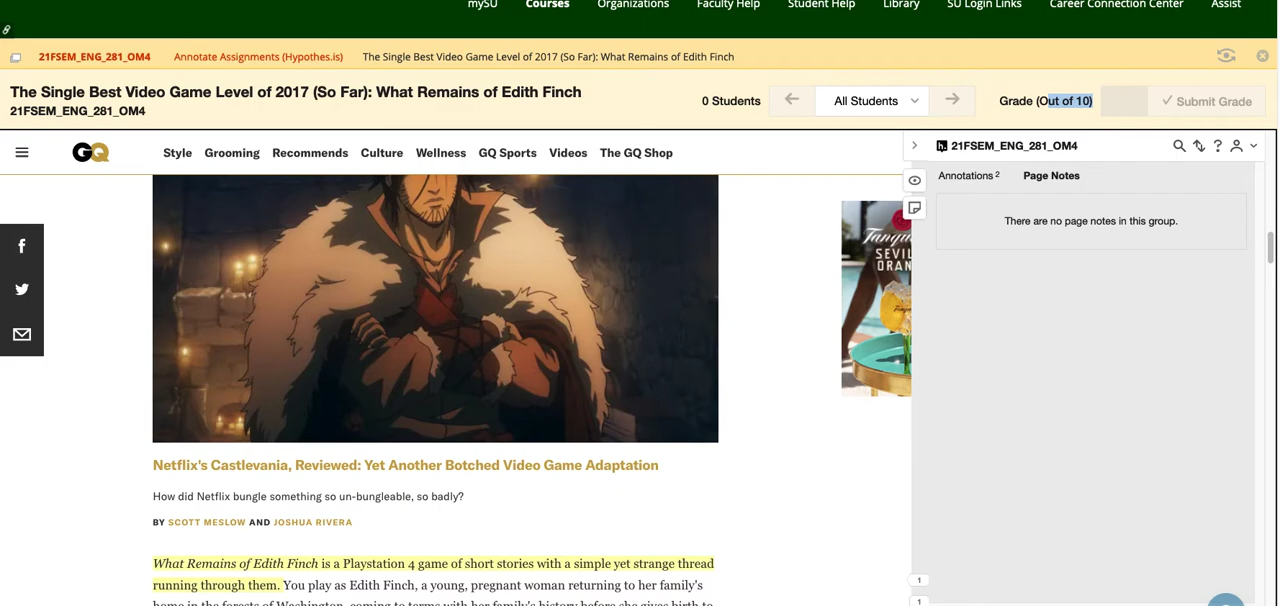 mySU Courses Organizations Faculty Help Student Help Library SU Login Links Career Connection Center Assist
21FSEM_ENG_281_OM4 Annotate Assignments (Hypothes.is) The Single Best Video Game Level of 2017 (So Far): What Remains of Edith Finch
The Single Best Video Game Level of 2017 (So Far): What Remains of Edith Finch
21FSEM_ENG_281_OM4
0 Students All Students Grade (Out of 10) Submit Grade
GQ Style Grooming Recommends Culture Wellness GQ Sports Videos The GQ Shop
21FSEM_ENG_281_OM4
Annotations 2 Page Notes
There are no page notes in this group.
SEVIL
ORAN
Netflix's Castlevania, Reviewed: Yet Another Botched Video Game Adaptation
How did Netflix bungle something so un-bungleable, so badly?
BY SCOTT MESLOW AND JOSHUA RIVERA
What Remains of Edith Finch is a Playstation 4 game of short stories with a simple yet strange thread
running through them. You play as Edith Finch, a young, pregnant woman returning to her family's
home in the forests of Washington, coming to terms with her family's history before she gives birth to
1
1